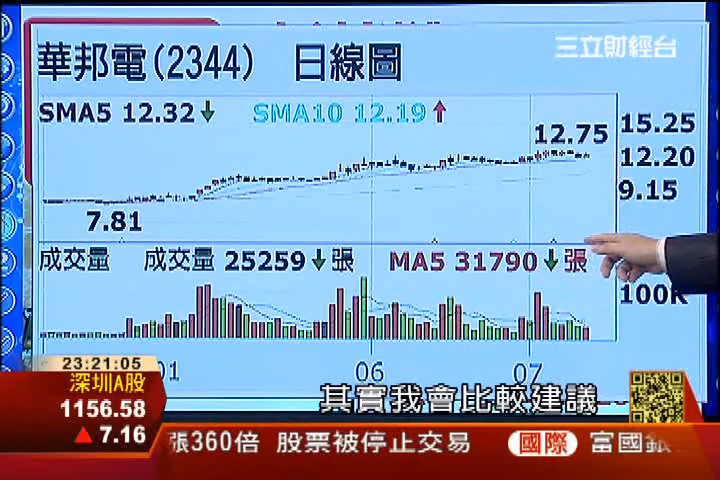 三立財經台
華邦電(2344) 日線圖
SMA5 12.32↓ SMA10 12.19↑
15.25
12.75
12.20
9.15
7.81
成交量 成交量 25259↓張 MA5 31790↓張
100K
01 06 07
23:21:05
深圳A股
1156.58
▲7.16
其實我會比較建議
張360倍 股票被停止交易 國際 富國銀